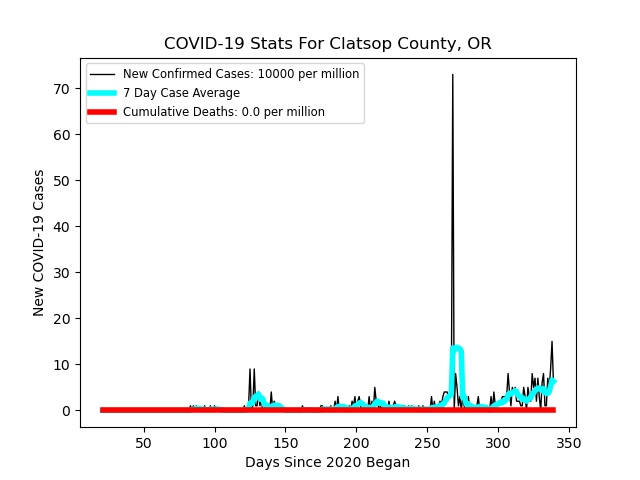 COVID-19 Stats For Clatsop County, OR
New Confirmed Cases: 10000 per million
7 Day Case Average
Cumulative Deaths: 0.0 per million
New COVID-19 Cases
70
60
50
40
30
20
10
0
50 100 150 200 250 300 350
Days Since 2020 Began